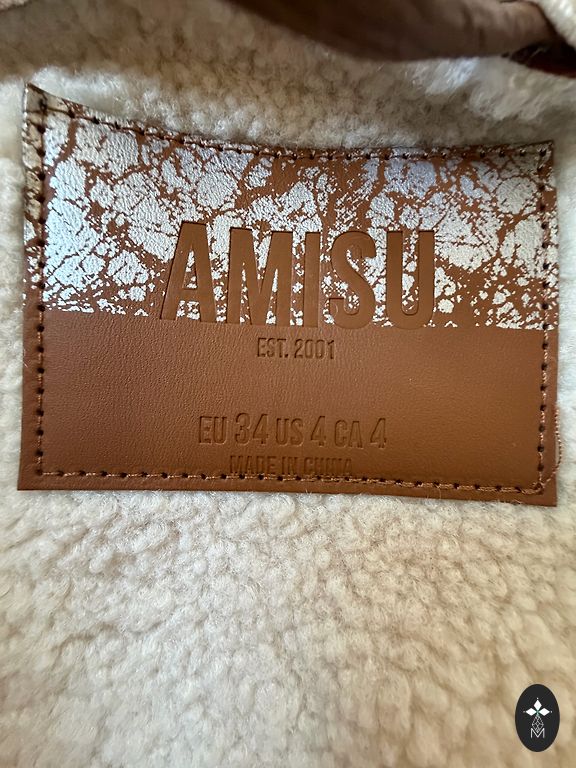 AMISU
EST. 2001
EU 34 US 4 CA 4
MADE IN CHINA
M